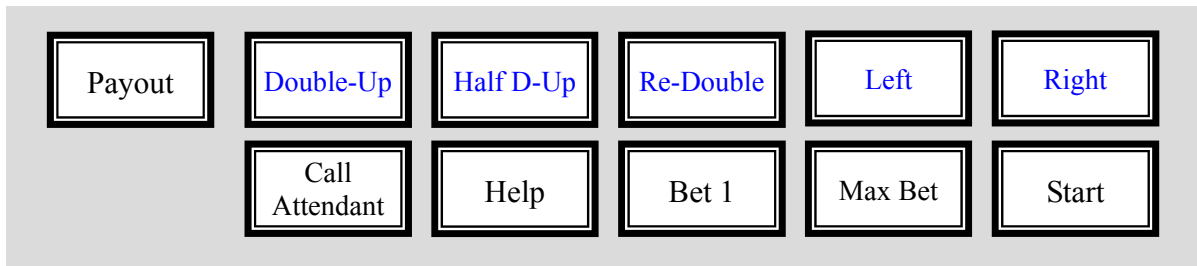 Payout
Double-Up
Half D-Up
Re-Double
Left
Right
Call
Attendant
Help
Bet 1
Max Bet
Start